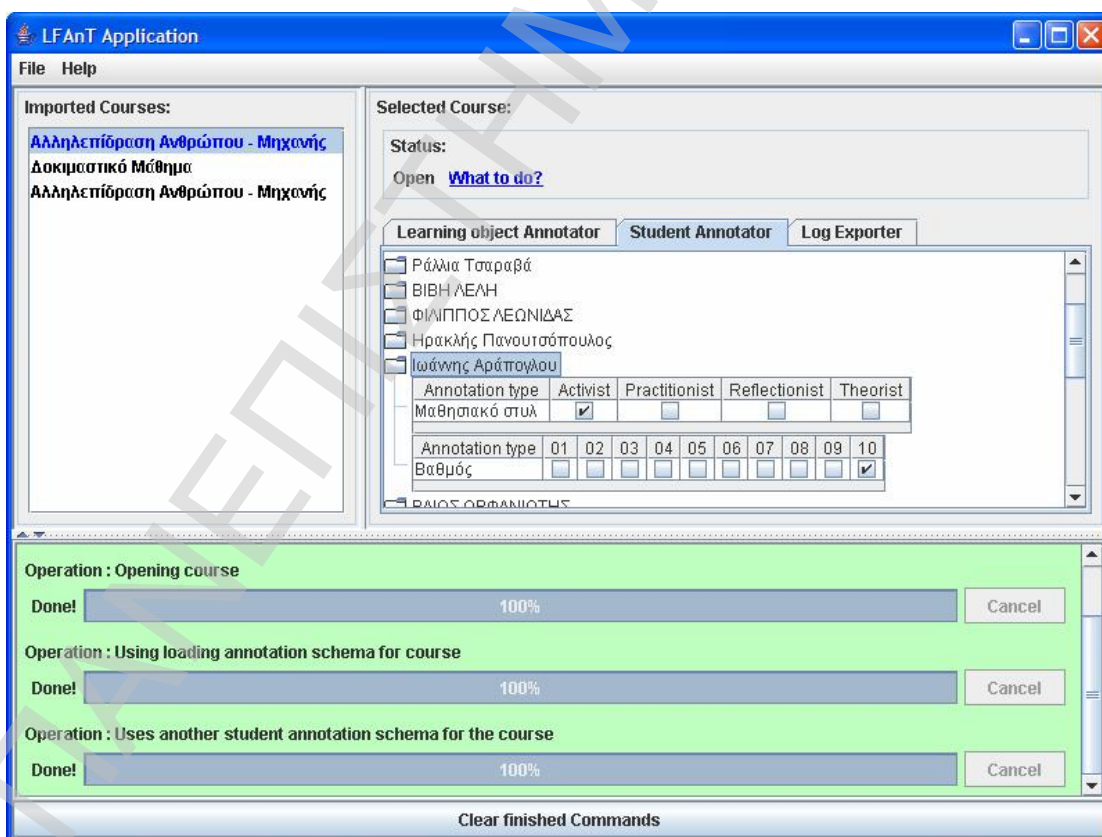 LFAnT Application
File Help
Imported Courses:
Αλληλεπίδραση Ανθρώπου - Μηχανής
Δοκιμαστικό Μάθημα
Αλληλεπίδραση Ανθρώπου - Μηχανής
Selected Course:
Status:
Open What to do?
Learning object Annotator Student Annotator Log Exporter
Ράλλια Τσαραβά
ΒΙΒΗ ΛΕΛΗ
ΦΙΛΙΠΠΟΣ ΛΕΩΝΙΔΑΣ
Ηρακλής Πανουτσόπουλος
Ιωάννης Αράπογλου
Annotation type Activist Practitionist Reflectionist Theorist
Μαθησιακό στυλ
Annotation type 01 02 03 04 05 06 07 08 09 10
Βαθμός
ΟΡΦΑΝΙΩΤΗΣ
Operation : Opening course
Done! 100% Cancel
Operation : Using loading annotation schema for course
Done! 100% Cancel
Operation : Uses another student annotation schema for the course
Done! 100% Cancel
Clear finished Commands